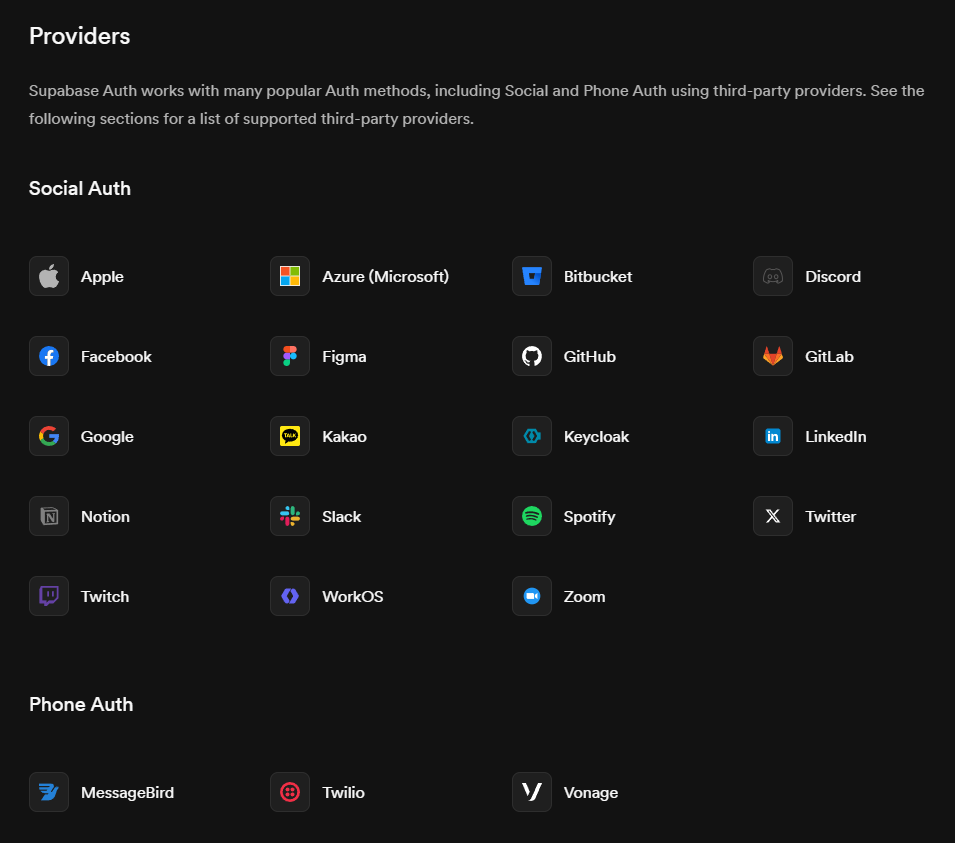 Providers
Supabase Auth works with many popular Auth methods, including Social and Phone Auth using third-party providers. See the
following sections for a list of supported third-party providers.
Social Auth
Apple
Azure (Microsoft)
Bitbucket
Discord
Facebook
Figma
GitHub
GitLab
Google
TALK
Kakao
Keycloak
in
LinkedIn
N
Notion
Slack
Spotify
X
Twitter
Twitch
WorkOS
Zoom
Phone Auth
MessageBird
Twilio
Vonage